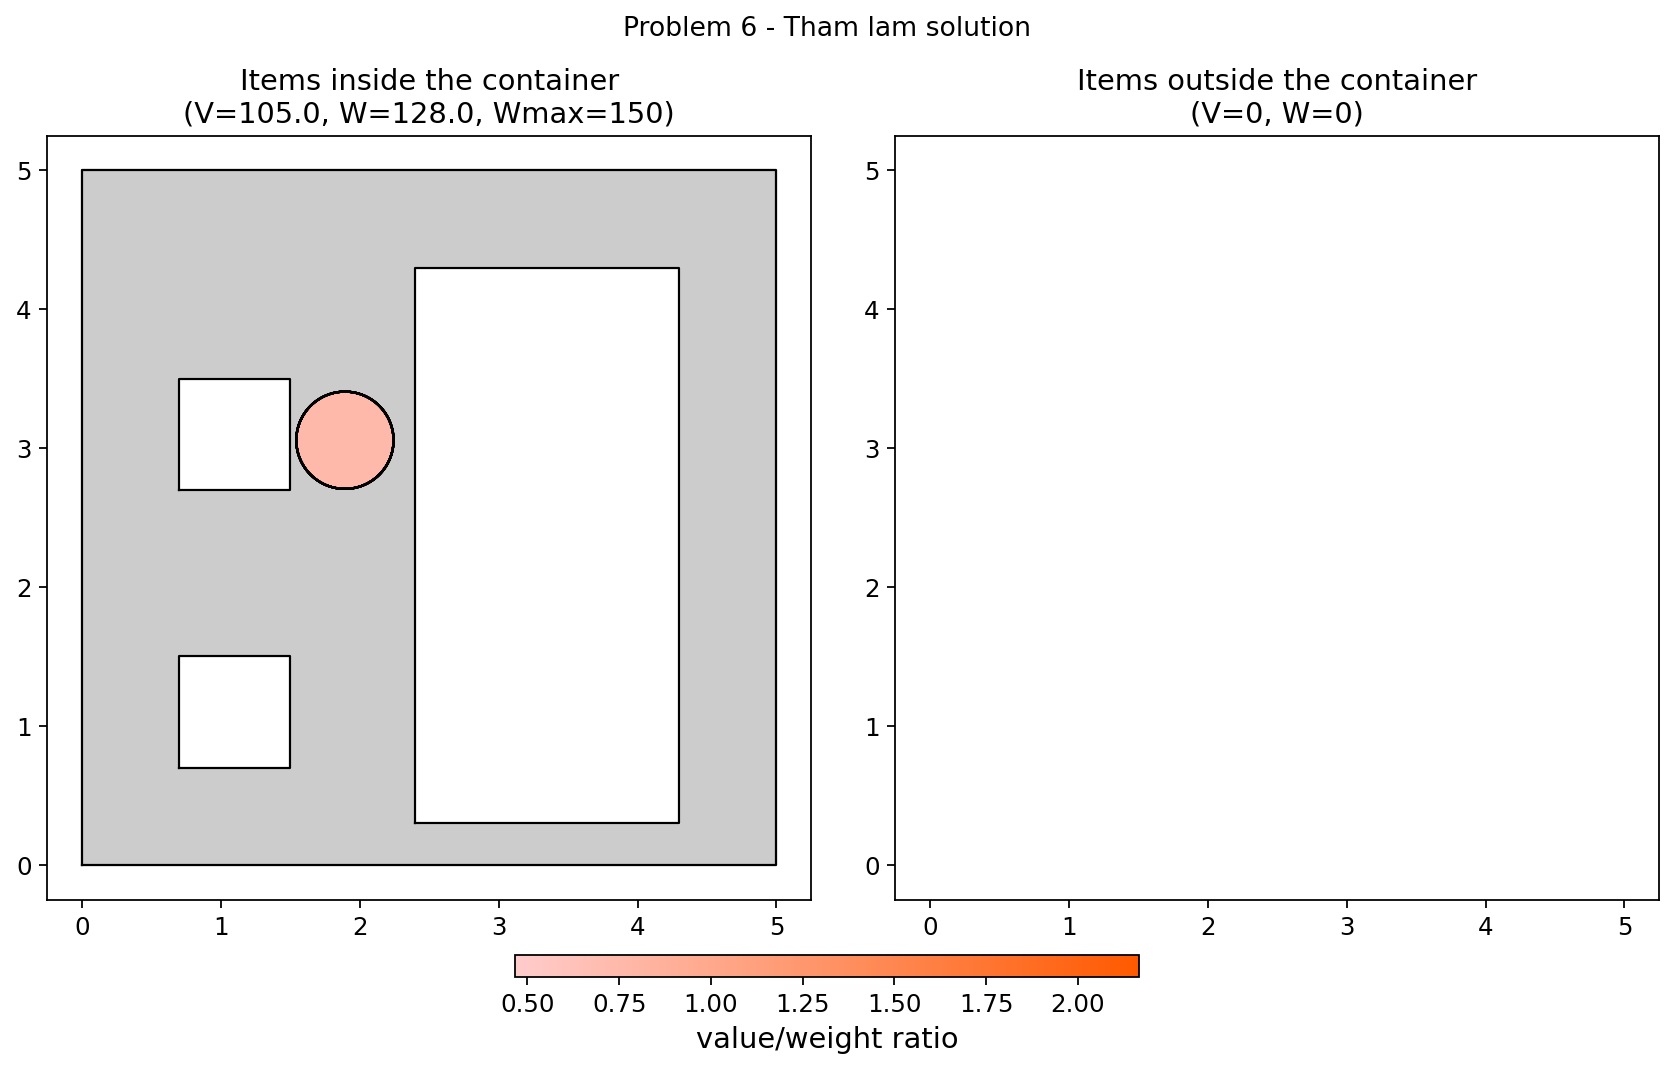 Problem 6 - Tham lam solution
Items inside the container
(V=105.0, W=128.0, Wmax=150)
Items outside the container
(V=0, W=0)
5
4
3
2
1
0
0 1 2 3 4 5
5
4
3
2
1
0
0 1 2 3 4 5
0.50 0.75 1.00 1.25 1.50 1.75 2.00
value/weight ratio